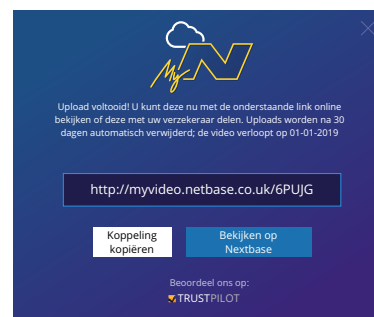 My N
Upload voltooid! U kunt deze nu met de onderstaande link online
bekijken of deze met uw verzekeraar delen. Uploads worden na 30
dagen automatisch verwijderd; de video verloopt op 01-01-2019
http://myvideo.netbase.co.uk/6PUJG
Koppeling
kopiëren
Bekijken op
Nextbase
Beoordeel ons op:
TRUSTPILOT